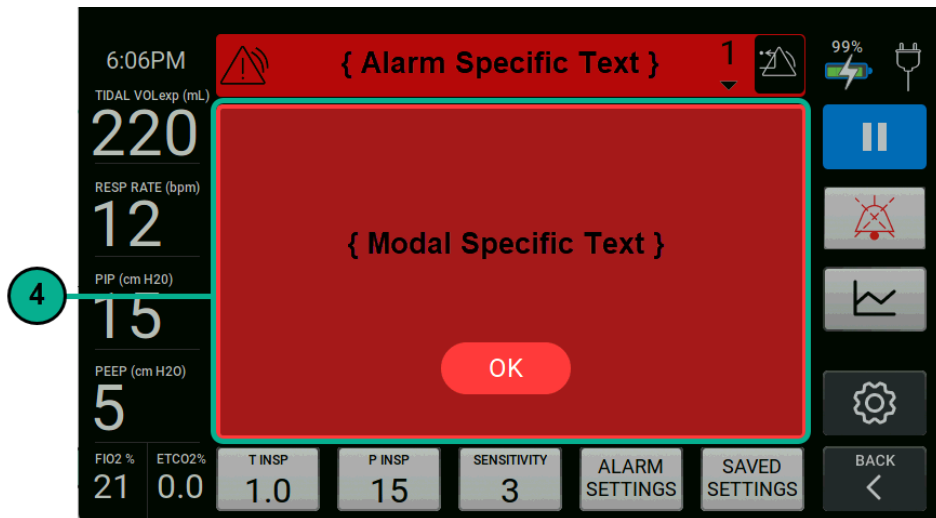 6:06PM
{ Alarm Specific Text }
1
99%
TIDAL VOLexp (mL)
220
RESP RATE (bpm)
12
{ Modal Specific Text }
PIP (cm H20)
4
15
OK
PEEP (cm H2O)
5
FIO2 %
ETCO2%
21
0.0
T INSP
1.0
P INSP
15
SENSITIVITY
3
ALARM
SETTINGS
SAVED
SETTINGS
BACK